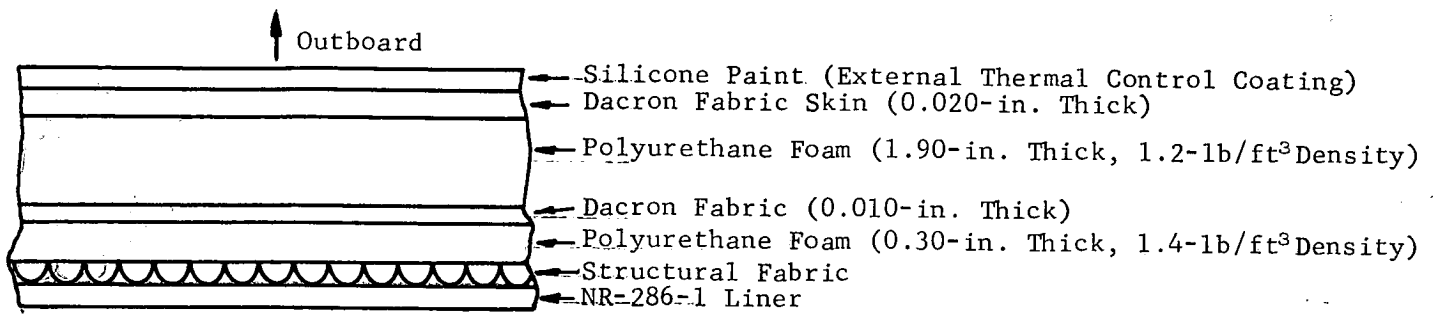 Outboard
Silicone Paint (External Thermal Control Coating)
Dacron Fabric Skin (0.020-in. Thick)
Polyurethane Foam (1.90-in. Thick, 1.2-lb/ft³ Density)
Dacron Fabric (0.010-in. Thick)
Polyurethane Foam (0.30-in. Thick, 1.4-lb/ft³ Density)
Structural Fabric
NR-286-1 Liner